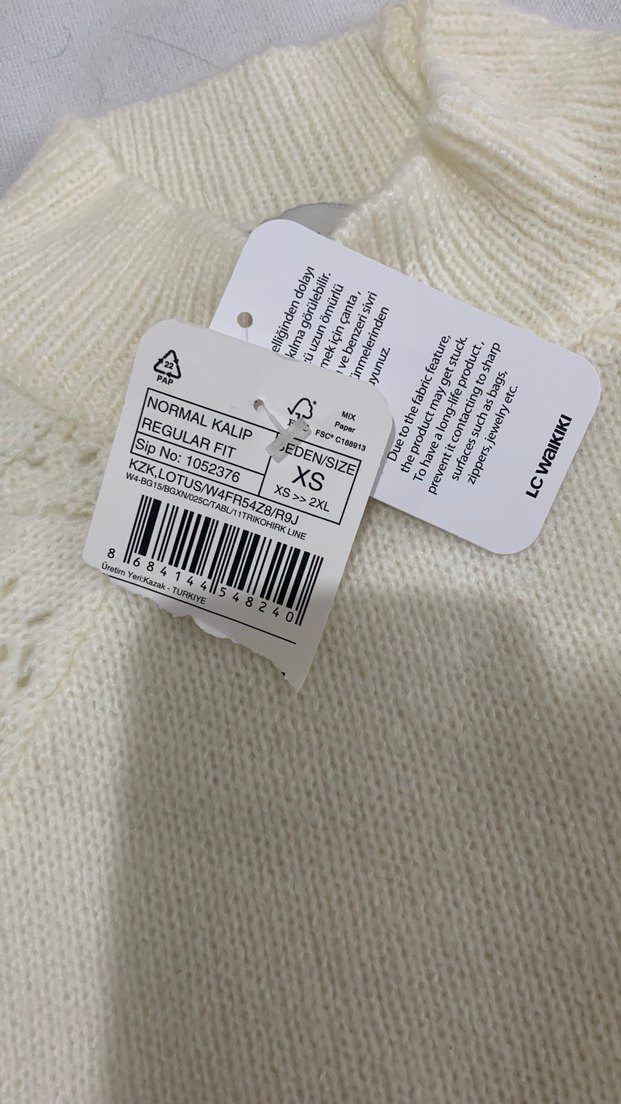 22
PAP
NORMAL KALIP
REGULAR FIT
Sip No: 1052376
MIX
Paper
FSC® C188913
BEDEN/SIZE
XS
XS >> 2XL
KZK,LOTUS/W4FR54Z8/R9J
W4-BG15/BGXN/025C/TABL/11TRIKOHIRK LINE
8 684144 548240
Üretim Yeri:Kazak - TÜRKİYE
elliğinden dolayı
kılma görülebilir.
ü uzun ömürlü
mek için çanta,
ve benzeri sivri
ünmelerinden
uyunuz.
Due to the fabric feature,
the product may get stuck.
To have a long-life product,
prevent it contacting to sharp
surfaces such as bags,
zippers, jewelry etc.
LC WAIKIKI